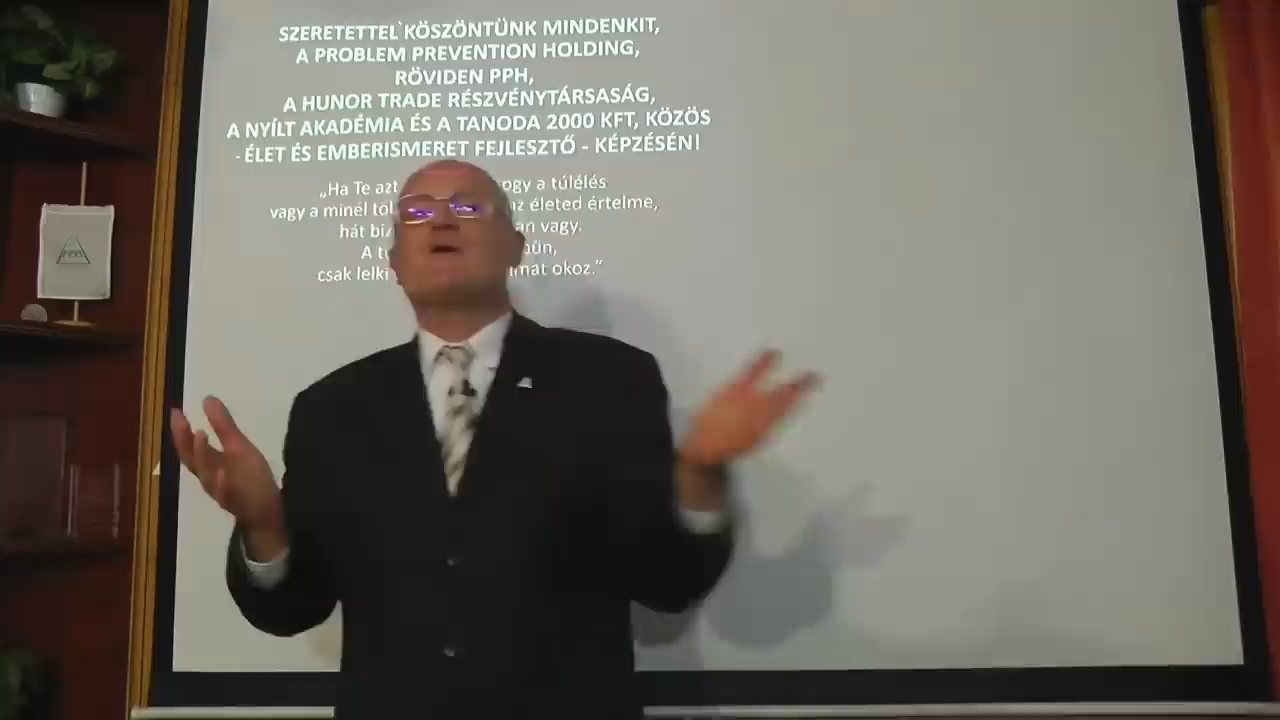 SZERETETTEL KÖSZÖNTÜNK MINDENKIT,
A PROBLEM PREVENTION HOLDING,
RÖVIDEN PPH,
A HUNOR TRADE RÉSZVÉNYTÁRSASÁG,
A NYÍLT AKADÉMIA ÉS A TANODA 2000 KFT, KÖZÖS
- ÉLET ÉS EMBERISMERET FEJLESZTŐ - KÉPZÉSÉN!
„Ha Te azt a túlélés
vagy a minél életed értelme,
hát vagy.
A
csak lelki okoz.”